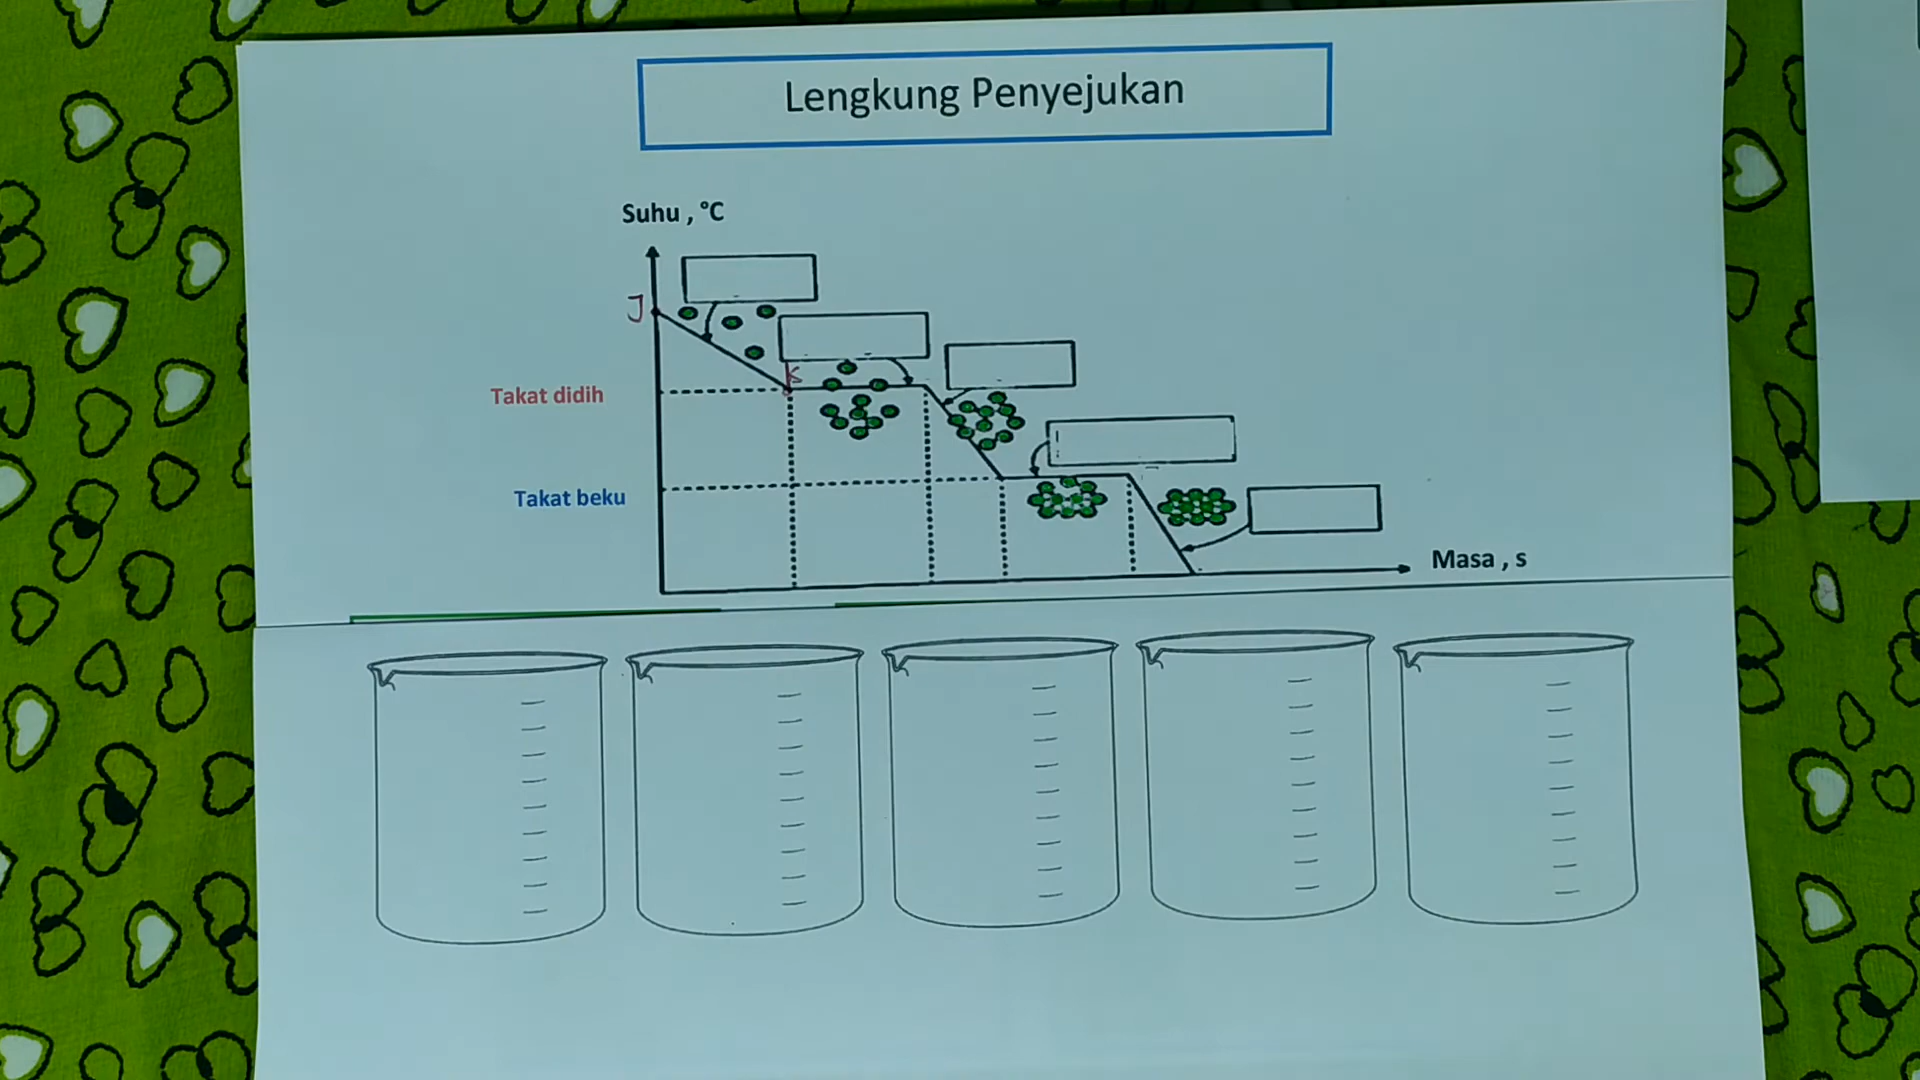 Lengkung Penyejukan
Suhu , °C
J
K
Takat didih
Takat beku
Masa , s